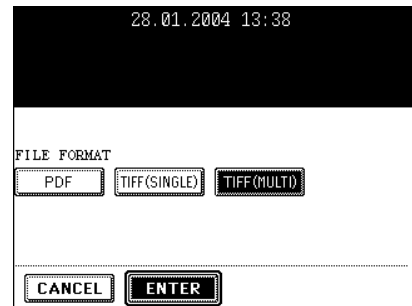 28.01.2004 13:38
FILE FORMAT
PDF TIFF(SINGLE) TIFF(MULTI)
CANCEL ENTER